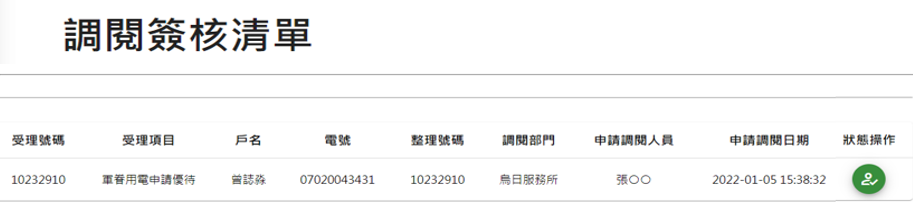 調閱簽核清單
受理號碼 受理項目 戶名 電號 整理號碼 調閱部門 申請調閱人員 申請調閱日期 狀態操作
10232910 軍眷用電申請優待 曾誌淼 07020043431 10232910 烏日服務所 張〇〇 2022-01-05 15:38:32